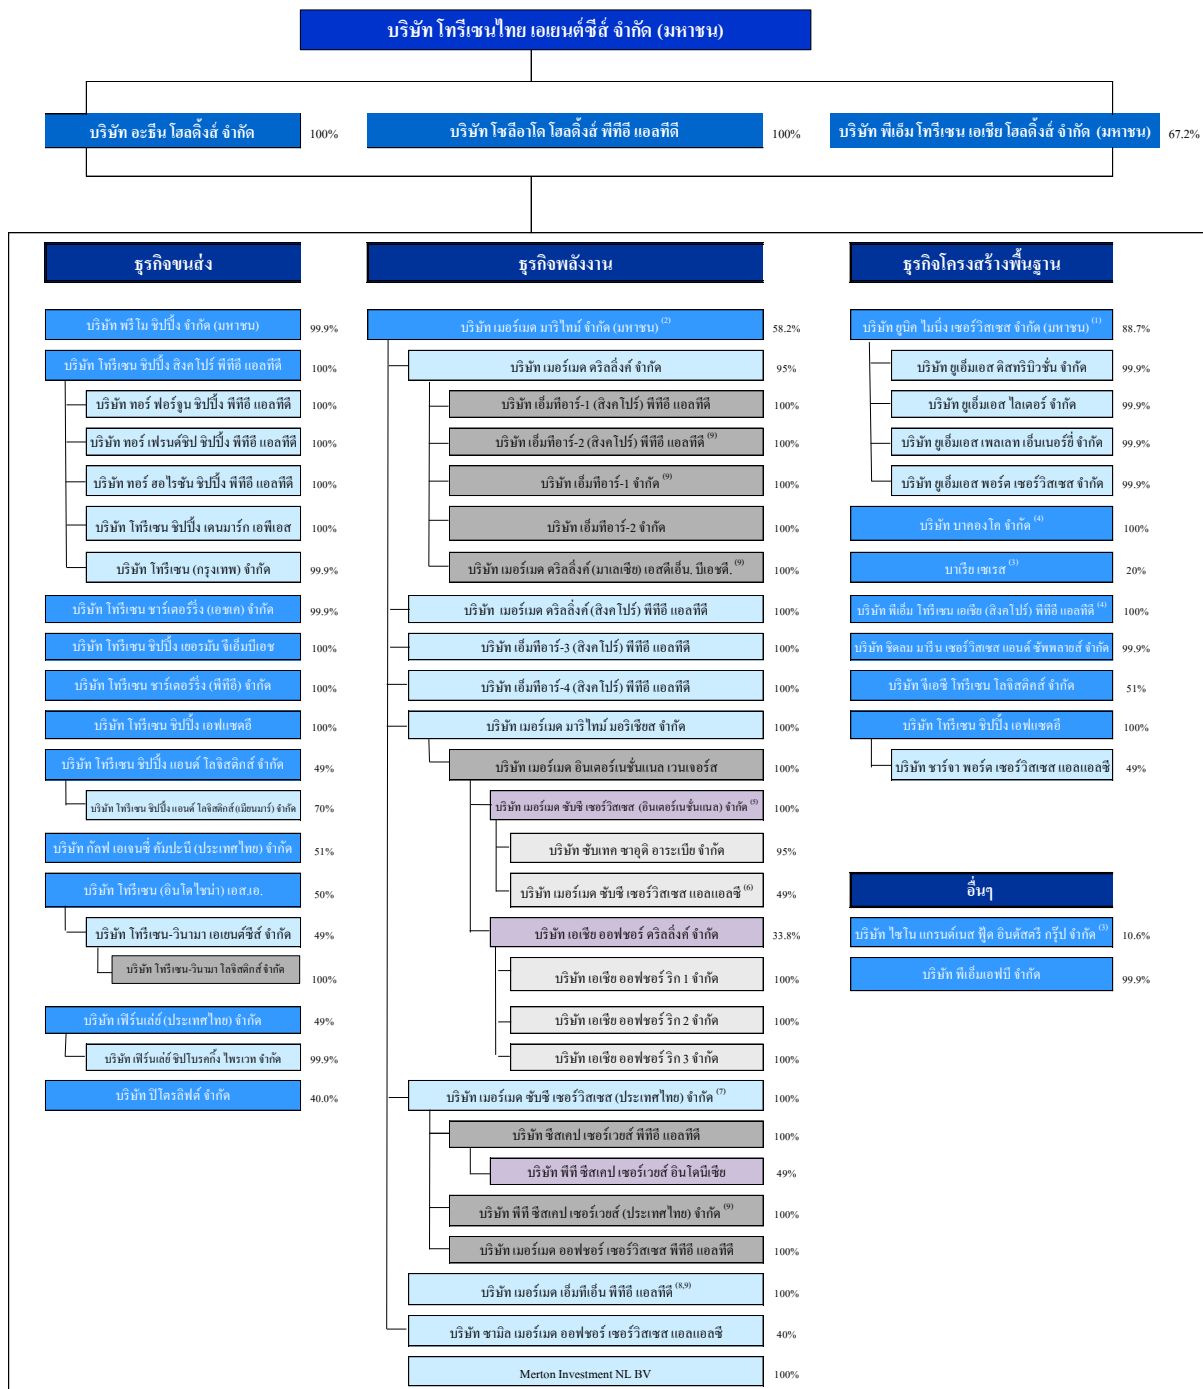 บริษัท โทรีเซนไทย เอเยนต์ซีส์ จำกัด (มหาชน)
บริษัท อะธีน โฮลดิ้งส์ จำกัด 100%
บริษัท โซลีอาโด โฮลดิ้งส์ พีทีอี แอลทีดี 100%
บริษัท พีเอ็ม โทรีเซน เอเชีย โฮลดิ้งส์ จำกัด (มหาชน) 67.2%
ธุรกิจขนส่ง
บริษัท พรีโม ชิปปิ้ง จำกัด (มหาชน) 99.9%
บริษัท โทรีเซน ชิปปิ้ง สิงคโปร์ พีทีอี แอลทีดี 100%
บริษัท ทอร์ ฟอร์จูน ชิปปิ้ง พีทีอี แอลทีดี 100%
บริษัท ทอร์ เฟรนด์ชิป ชิปปิ้ง พีทีอี แอลทีดี 100%
บริษัท ทอร์ ฮอไรซัน ชิปปิ้ง พีทีอี แอลทีดี 100%
บริษัท โทรีเซน ชิปปิ้ง เดนมาร์ก เอพีเอส 100%
บริษัท โทรีเซน (กรุงเทพ) จำกัด 99.9%
บริษัท โทรีเซน ชาร์เตอร์ริ่ง (เอชเค) จำกัด 99.9%
บริษัท โทรีเซน ชิปปิ้ง เยอรมัน จีเอ็มบีเอช 100%
บริษัท โทรีเซน ชาร์เตอร์ริ่ง (พีทีอี) จำกัด 100%
บริษัท โทรีเซน ชิปปิ้ง เอฟแซดอี 100%
บริษัท โทรีเซน ชิปปิ้ง แอนด์ โลจิสติกส์ จำกัด 49%
บริษัท โทรีเซน ชิปปิ้ง แอนด์ โลจิสติกส์ (เมียนมาร์) จำกัด 70%
บริษัท กัลฟ์ เอเจนซี่ คัมปะนี (ประเทศไทย) จำกัด 51%
บริษัท โทรีเซน (อินโดไชน่า) เอส.เอ. 50%
บริษัท โทรีเซน-วินามา เอเยนต์ซีส์ จำกัด 49%
บริษัท โทรีเซน-วินามา โลจิสติกส์ จำกัด 100%
บริษัท เฟิร์นเล่ย์ (ประเทศไทย) จำกัด 49%
บริษัท เฟิร์นเล่ย์ ชิปโบรคกิ้ง ไพรเวท จำกัด 99.9%
บริษัท ปิโตรลิฟต์ จำกัด 40.0%
ธุรกิจพลังงาน
บริษัท เมอร์เมด มาริไทม์ จำกัด (มหาชน) (2) 58.2%
บริษัท เมอร์เมด ดริลลิ่งค์ จำกัด 95%
บริษัท เอ็มทีอาร์-1 (สิงคโปร์) พีทีอี แอลทีดี 100%
บริษัท เอ็มทีอาร์-2 (สิงคโปร์) พีทีอี แอลทีดี (9) 100%
บริษัท เอ็มทีอาร์-1 จำกัด (9) 100%
บริษัท เอ็มทีอาร์-2 จำกัด 100%
บริษัท เมอร์เมด ดริลลิ่งค์ (มาเลเซีย) เอสดีเอ็น. บีเอชดี. (9) 100%
บริษัท เมอร์เมด ดริลลิ่งค์ (สิงคโปร์) พีทีอี แอลทีดี 100%
บริษัท เอ็มทีอาร์-3 (สิงคโปร์) พีทีอี แอลทีดี 100%
บริษัท เอ็มทีอาร์-4 (สิงคโปร์) พีทีอี แอลทีดี 100%
บริษัท เมอร์เมด มาริไทม์ มอริเชียส จำกัด 100%
บริษัท เมอร์เมด อินเตอร์เนชั่นแนล เวนเจอร์ส 100%
บริษัท เมอร์เมด ซับซี เซอร์วิสเซส (อินเตอร์เนชั่นแนล) จำกัด (5) 100%
บริษัท ซับเทค ซาอุดิ อาระเบีย จำกัด 95%
บริษัท เมอร์เมด ซับซี เซอร์วิสเซส แอลแอลซี (6) 49%
บริษัท เอเชีย ออฟชอร์ ดริลลิ่งค์ จำกัด 33.8%
บริษัท เอเชีย ออฟชอร์ ริก 1 จำกัด 100%
บริษัท เอเชีย ออฟชอร์ ริก 2 จำกัด 100%
บริษัท เอเชีย ออฟชอร์ ริก 3 จำกัด 100%
บริษัท เมอร์เมด ซับซี เซอร์วิสเซส (ประเทศไทย) จำกัด (7) 100%
บริษัท ซีสเคป เซอร์เวยส์ พีทีอี แอลทีดี 100%
บริษัท พีที ซีสเคป เซอร์เวยส์ อินโดนีเซีย 49%
บริษัท พีที ซีสเคป เซอร์เวยส์ (ประเทศไทย) จำกัด (9) 100%
บริษัท เมอร์เมด ออฟชอร์ เซอร์วิสเซส พีทีอี แอลทีดี 100%
บริษัท เมอร์เมด เอ็มทีเอ็น พีทีอี แอลทีดี (8,9) 100%
บริษัท ซามิล เมอร์เมด ออฟชอร์ เซอร์วิสเซส แอลแอลซี 40%
Merton Investment NL BV 100%
ธุรกิจโครงสร้างพื้นฐาน
บริษัท ยูนิค ไมนิ่ง เซอร์วิสเซส จำกัด (มหาชน) (1) 88.7%
บริษัท ยูเอ็มเอส ดิสทริบิวชั่น จำกัด 99.9%
บริษัท ยูเอ็มเอส ไลเตอร์ จำกัด 99.9%
บริษัท ยูเอ็มเอส เพลเลท เอ็นเนอร์ยี่ จำกัด 99.9%
บริษัท ยูเอ็มเอส พอร์ต เซอร์วิสเซส จำกัด 99.9%
บริษัท บาคองโค จำกัด (4) 100%
บาเรีย เซเรส (3) 20%
บริษัท พีเอ็ม โทรีเซน เอเชีย (สิงคโปร์) พีทีอี แอลทีดี (4) 100%
บริษัท ชิดลม มารีน เซอร์วิสเซส แอนด์ ซัพพลายส์ จำกัด 99.9%
บริษัท จีเอซี โทรีเซน โลจิสติคส์ จำกัด 51%
บริษัท โทรีเซน ชิปปิ้ง เอฟแซดอี 100%
บริษัท ชาร์จา พอร์ต เซอร์วิสเซส แอลแอลซี 49%
อื่นๆ
บริษัท ไซโน แกรนด์เนส ฟู้ด อินดัสตรี กรุ๊ป จำกัด (3) 10.6%
บริษัท พีเอ็มเอฟบี จำกัด 99.9%